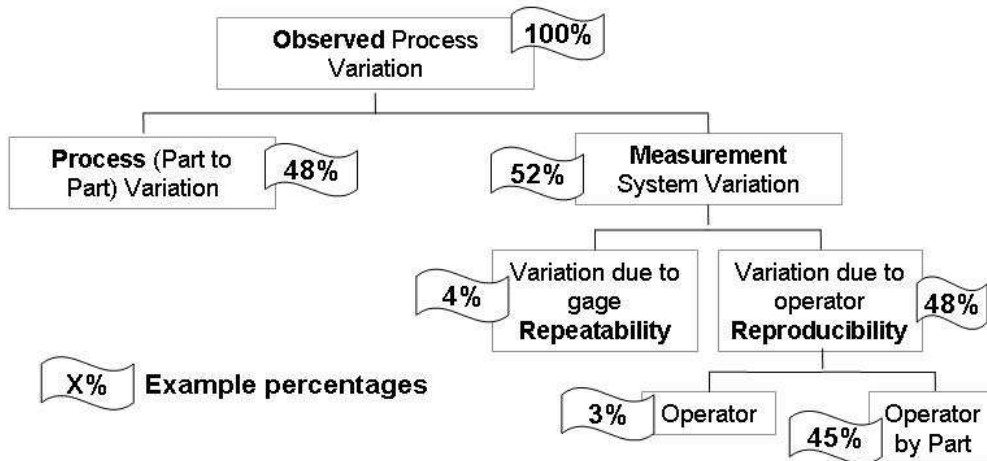 Observed Process
Variation
100%
Process (Part to
Part) Variation
48%
52%
Measurement
System Variation
4%
Variation due to
gage
Repeatability
Variation due to
operator
Reproducibility
48%
X%
Example percentages
3%
Operator
45%
Operator
by Part